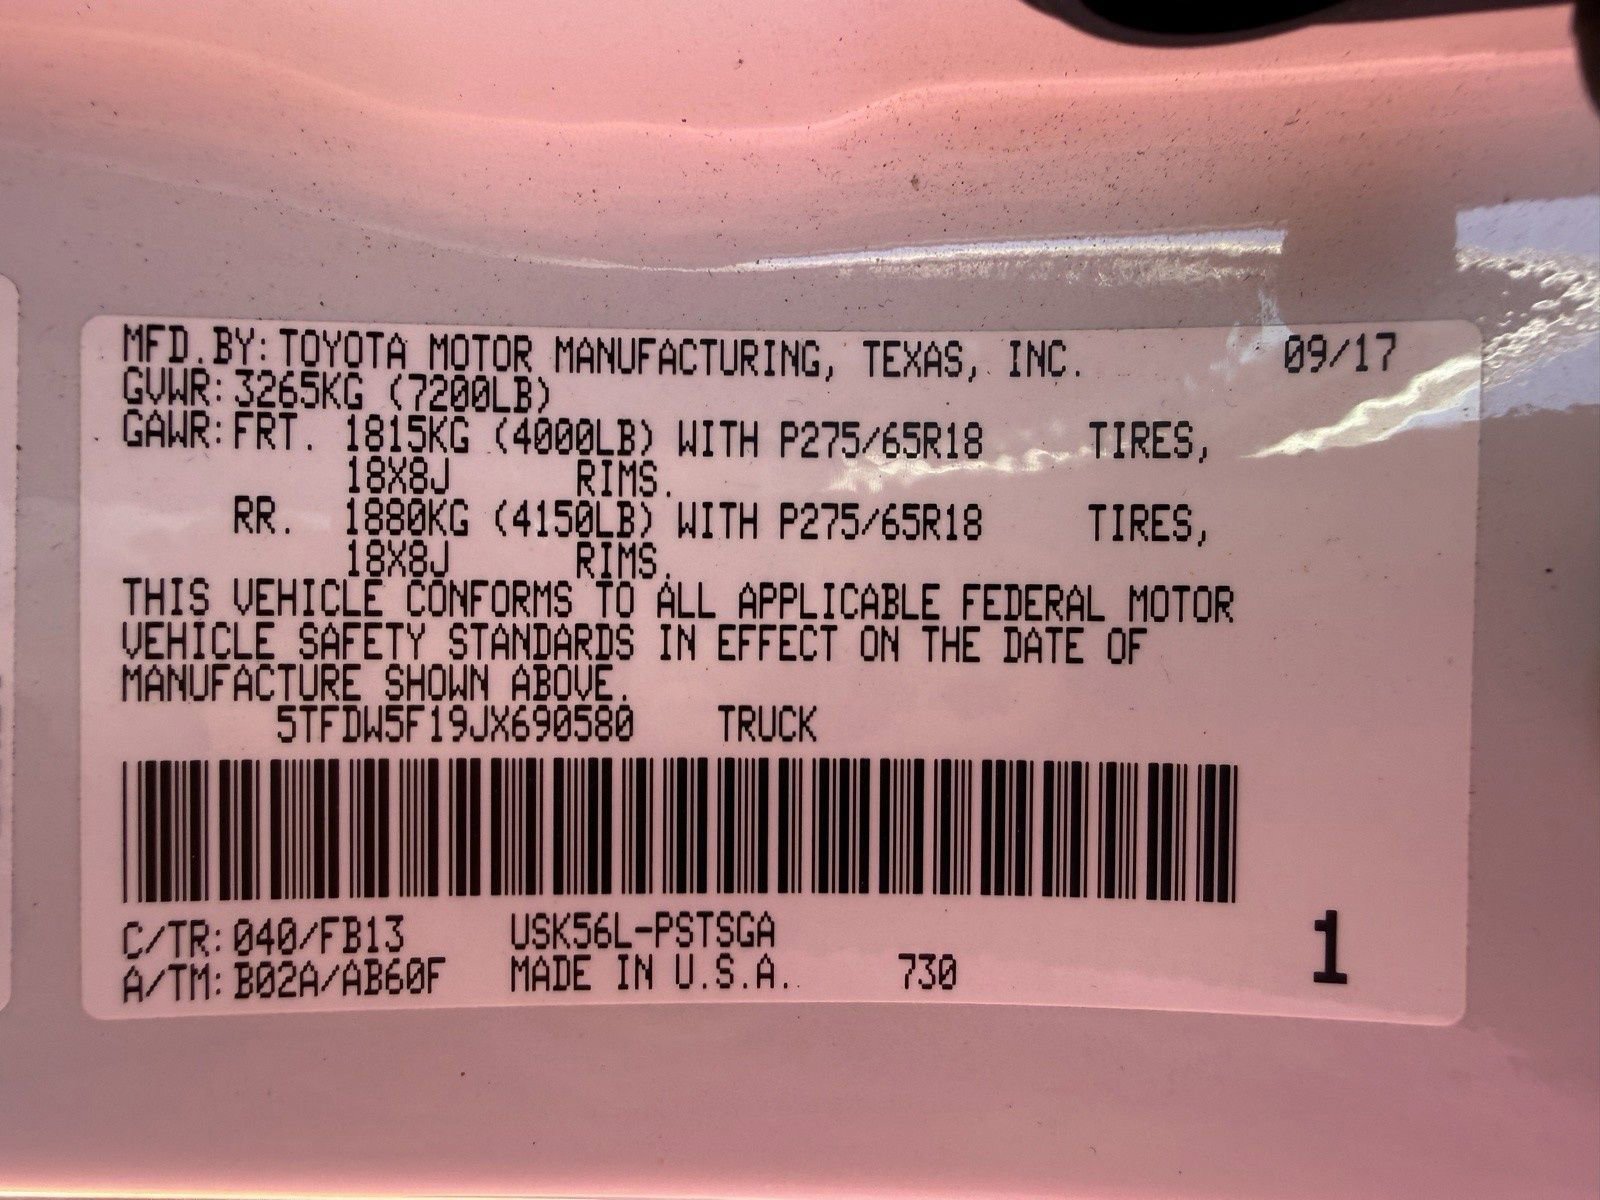 MFD.BY: TOYOTA MOTOR MANUFACTURING, TEXAS, INC. 09/17
GVWR: 3265KG (7200LB)
GAWR: FRT. 1815KG (4000LB) WITH P275/65R18 TIRES,
18X8J RIMS.
RR. 1880KG (4150LB) WITH P275/65R18 TIRES,
18X8J RIMS.
THIS VEHICLE CONFORMS TO ALL APPLICABLE FEDERAL MOTOR
VEHICLE SAFETY STANDARDS IN EFFECT ON THE DATE OF
MANUFACTURE SHOWN ABOVE.
5TFDW5F19JX690580 TRUCK
C/TR: 040/FB13 USK56L-PSTSGA
A/TM: B02A/AB60F MADE IN U.S.A. 730 1